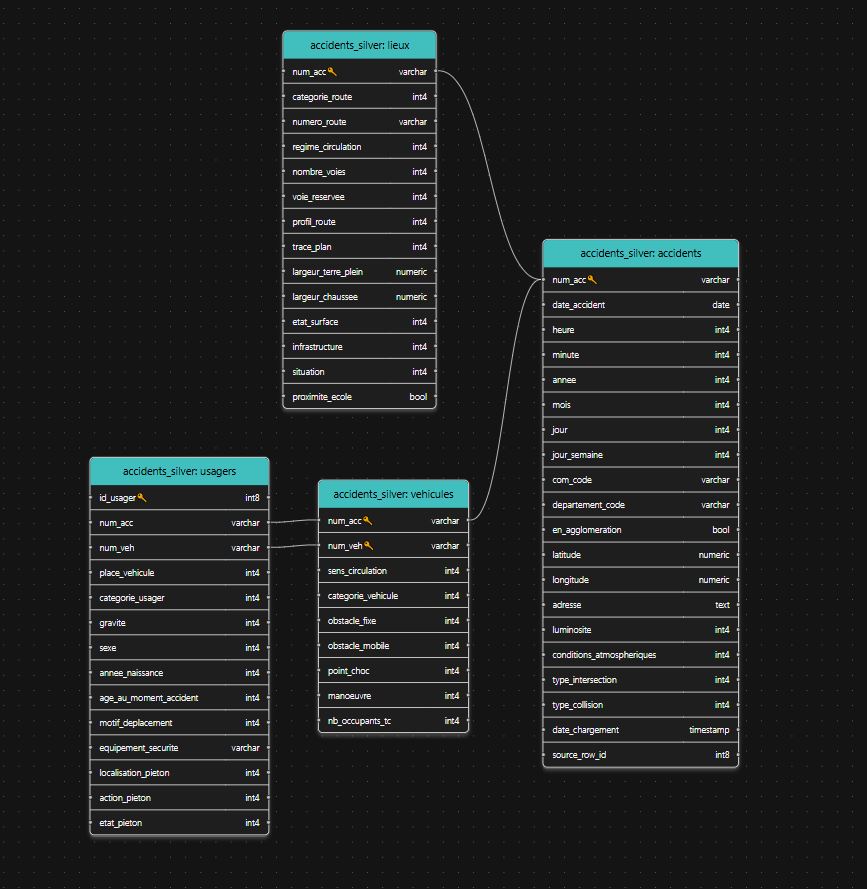 accidents_silver: lieux
num_acc varchar
categorie_route int4
numero_route varchar
regime_circulation int4
nombre_voies int4
voie_reservee int4
profil_route int4
trace_plan int4
largeur_terre_plein numeric
largeur_chaussee numeric
etat_surface int4
infrastructure int4
situation int4
proximite_ecole bool
accidents_silver: accidents
num_acc varchar
date_accident date
heure int4
minute int4
annee int4
mois int4
jour int4
jour_semaine int4
com_code varchar
departement_code varchar
en_agglomeration bool
latitude numeric
longitude numeric
adresse text
luminosite int4
conditions_atmospheriques int4
type_intersection int4
type_collision int4
date_chargement timestamp
source_row_id int8
accidents_silver: usagers
id_usager int8
num_acc varchar
num_veh varchar
place_vehicule int4
categorie_usager int4
gravite int4
sexe int4
annee_naissance int4
age_au_moment_accident int4
motif_deplacement int4
equipement_securite varchar
localisation_pieton int4
action_pieton int4
etat_pieton int4
accidents_silver: vehicules
num_acc varchar
num_veh varchar
sens_circulation int4
categorie_vehicule int4
obstacle_fixe int4
obstacle_mobile int4
point_choc int4
manoeuvre int4
nb_occupants_tc int4